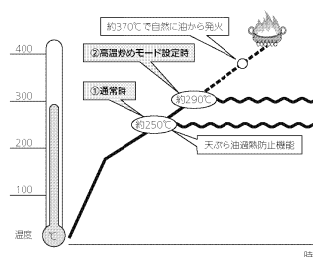 約370℃で自然に油から発火
400
②高温炒めモード設定時
300
①通常時
約290℃
約250℃
200
天ぷら油過熱防止機能
100
温度
℃
時